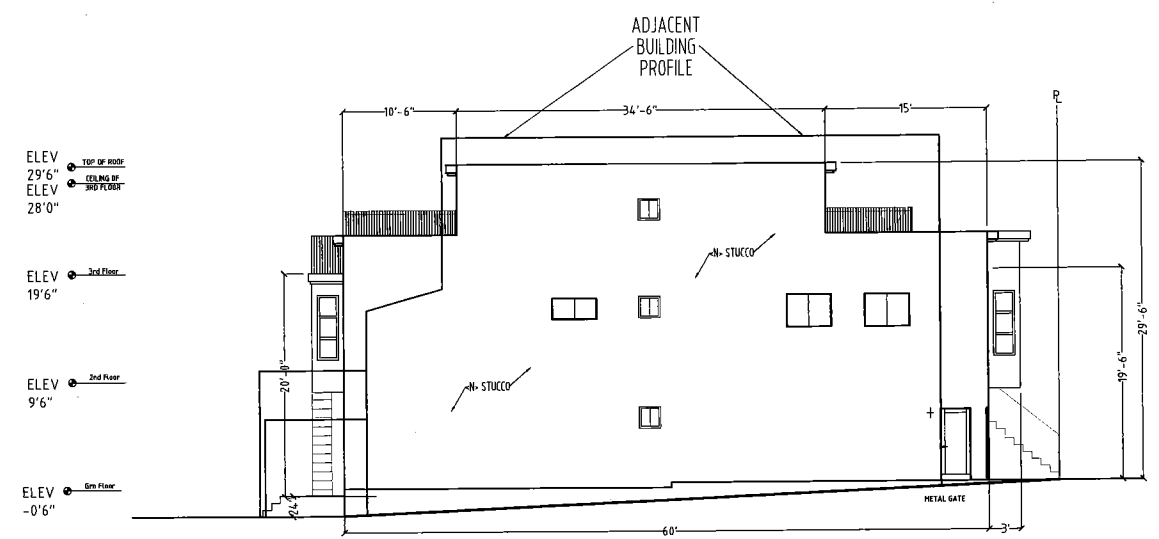 ADJACENT
BUILDING
PROFILE
10'-6"
34'-6"
15'
ELEV
29'6"
TOP OF ROOF
ELEV
28'0"
CEILING OF
3RD FLOOR
<N> STUCCO
ELEV
19'6"
3rd Floor
29'-6"
19'-6"
20'-0"
ELEV
9'6"
2nd Floor
<N> STUCCO
ELEV
-0'6"
Grn Floor
24"
METAL GATE
60'
3'